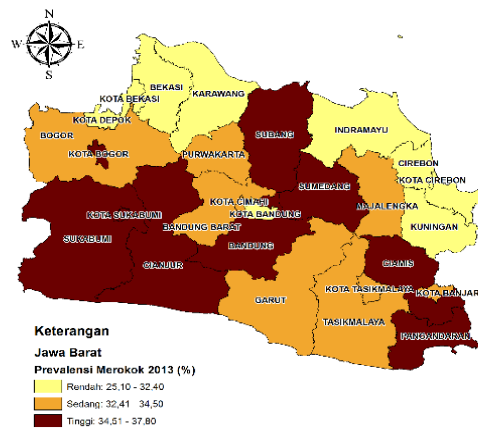 N
W E
S
BEKASI
KOTA BEKASI
KARAWANG
KOTA DEPOK
BOGOR
KOTA BOGOR
SUBANG
INDRAMAYU
PURWAKARTA
CIREBON
KOTA CIREBON
SUMEDANG
KOTA CIMAHI
KOTA BANDUNG
MAJALENGKA
KOTA SUKABUMI
BANDUNG BARAT
KUNINGAN
SUKABUMI
BANDUNG
CIANJUR
CIAMIS
KOTA TASIKMALAYA
KOTA BANJAR
GARUT
TASIKMALAYA
PANGANDARAN
Keterangan
Jawa Barat
Prevalensi Merokok 2013 (%)
Rendah: 25,10 - 32,40
Sedang: 32,41 - 34,50
Tinggi: 34,51 - 37,80